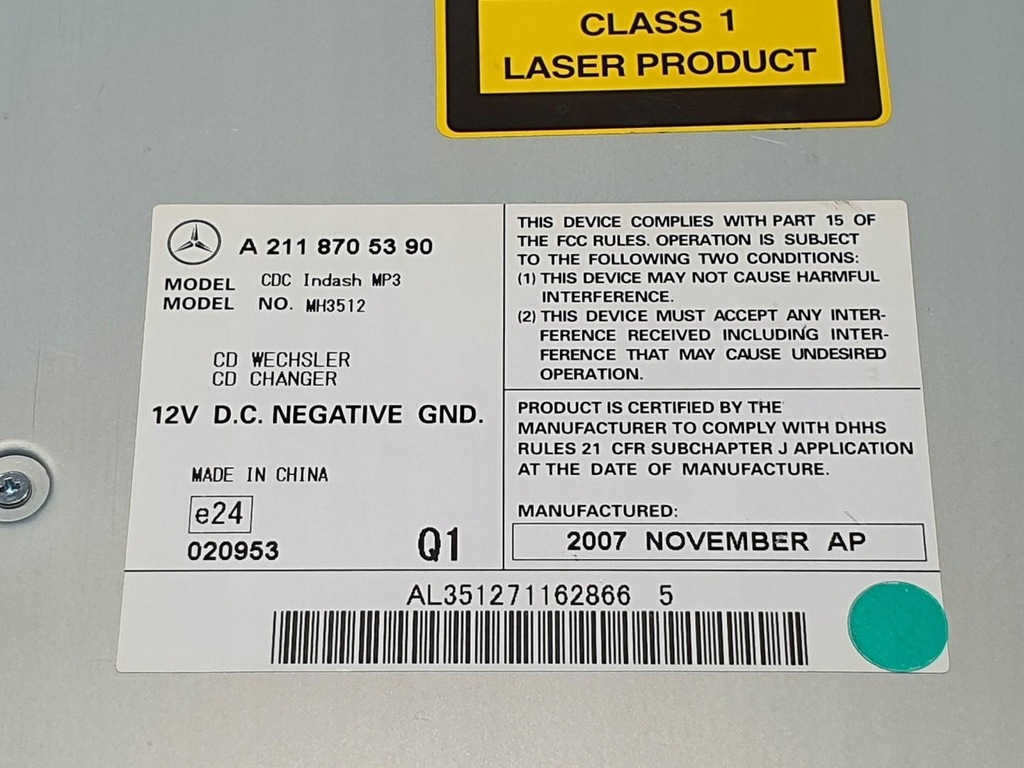 CLASS 1
LASER PRODUCT
A 211 870 53 90
MODEL CDC Indash MP3
MODEL NO. MH3512
CD WECHSLER
CD CHANGER
12V D.C. NEGATIVE GND.
MADE IN CHINA
e24
020953
Q1
THIS DEVICE COMPLIES WITH PART 15 OF
THE FCC RULES. OPERATION IS SUBJECT
TO THE FOLLOWING TWO CONDITIONS:
(1) THIS DEVICE MAY NOT CAUSE HARMFUL
INTERFERENCE.
(2) THIS DEVICE MUST ACCEPT ANY INTER-
FERENCE RECEIVED INCLUDING INTER-
FERENCE THAT MAY CAUSE UNDESIRED
OPERATION.
PRODUCT IS CERTIFIED BY THE
MANUFACTURER TO COMPLY WITH DHHS
RULES 21 CFR SUBCHAPTER J APPLICATION
AT THE DATE OF MANUFACTURE.
MANUFACTURED:
2007 NOVEMBER AP
AL351271162866 5